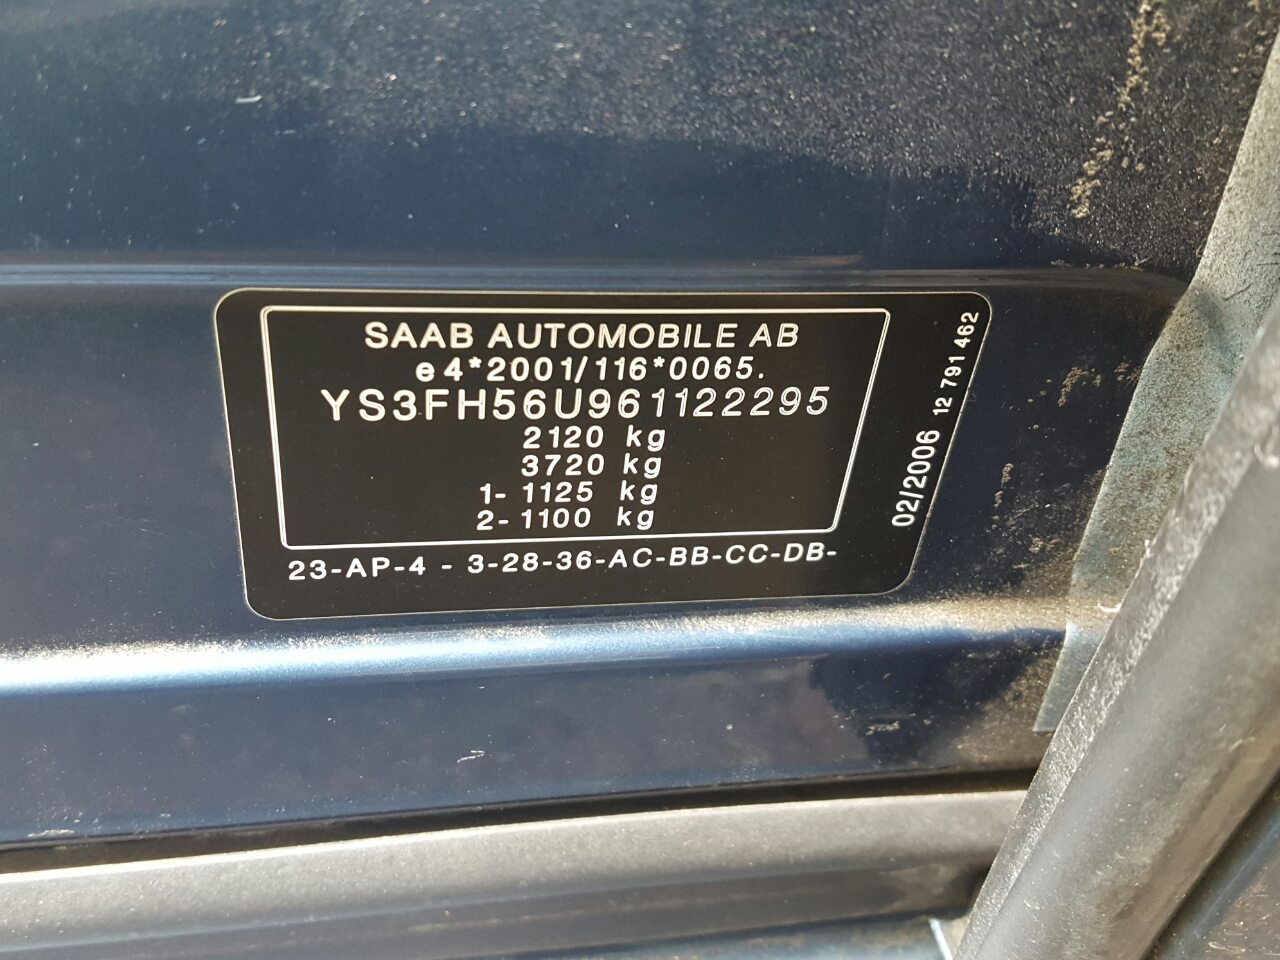 SAAB AUTOMOBILE AB
e4*2001/116*0065.
YS3FH56U961122295
2120 kg
3720 kg
1- 1125 kg
2- 1100 kg
23-AP-4 - 3-28-36-AC-BB-CC-DB-
02/2006 12 791 462